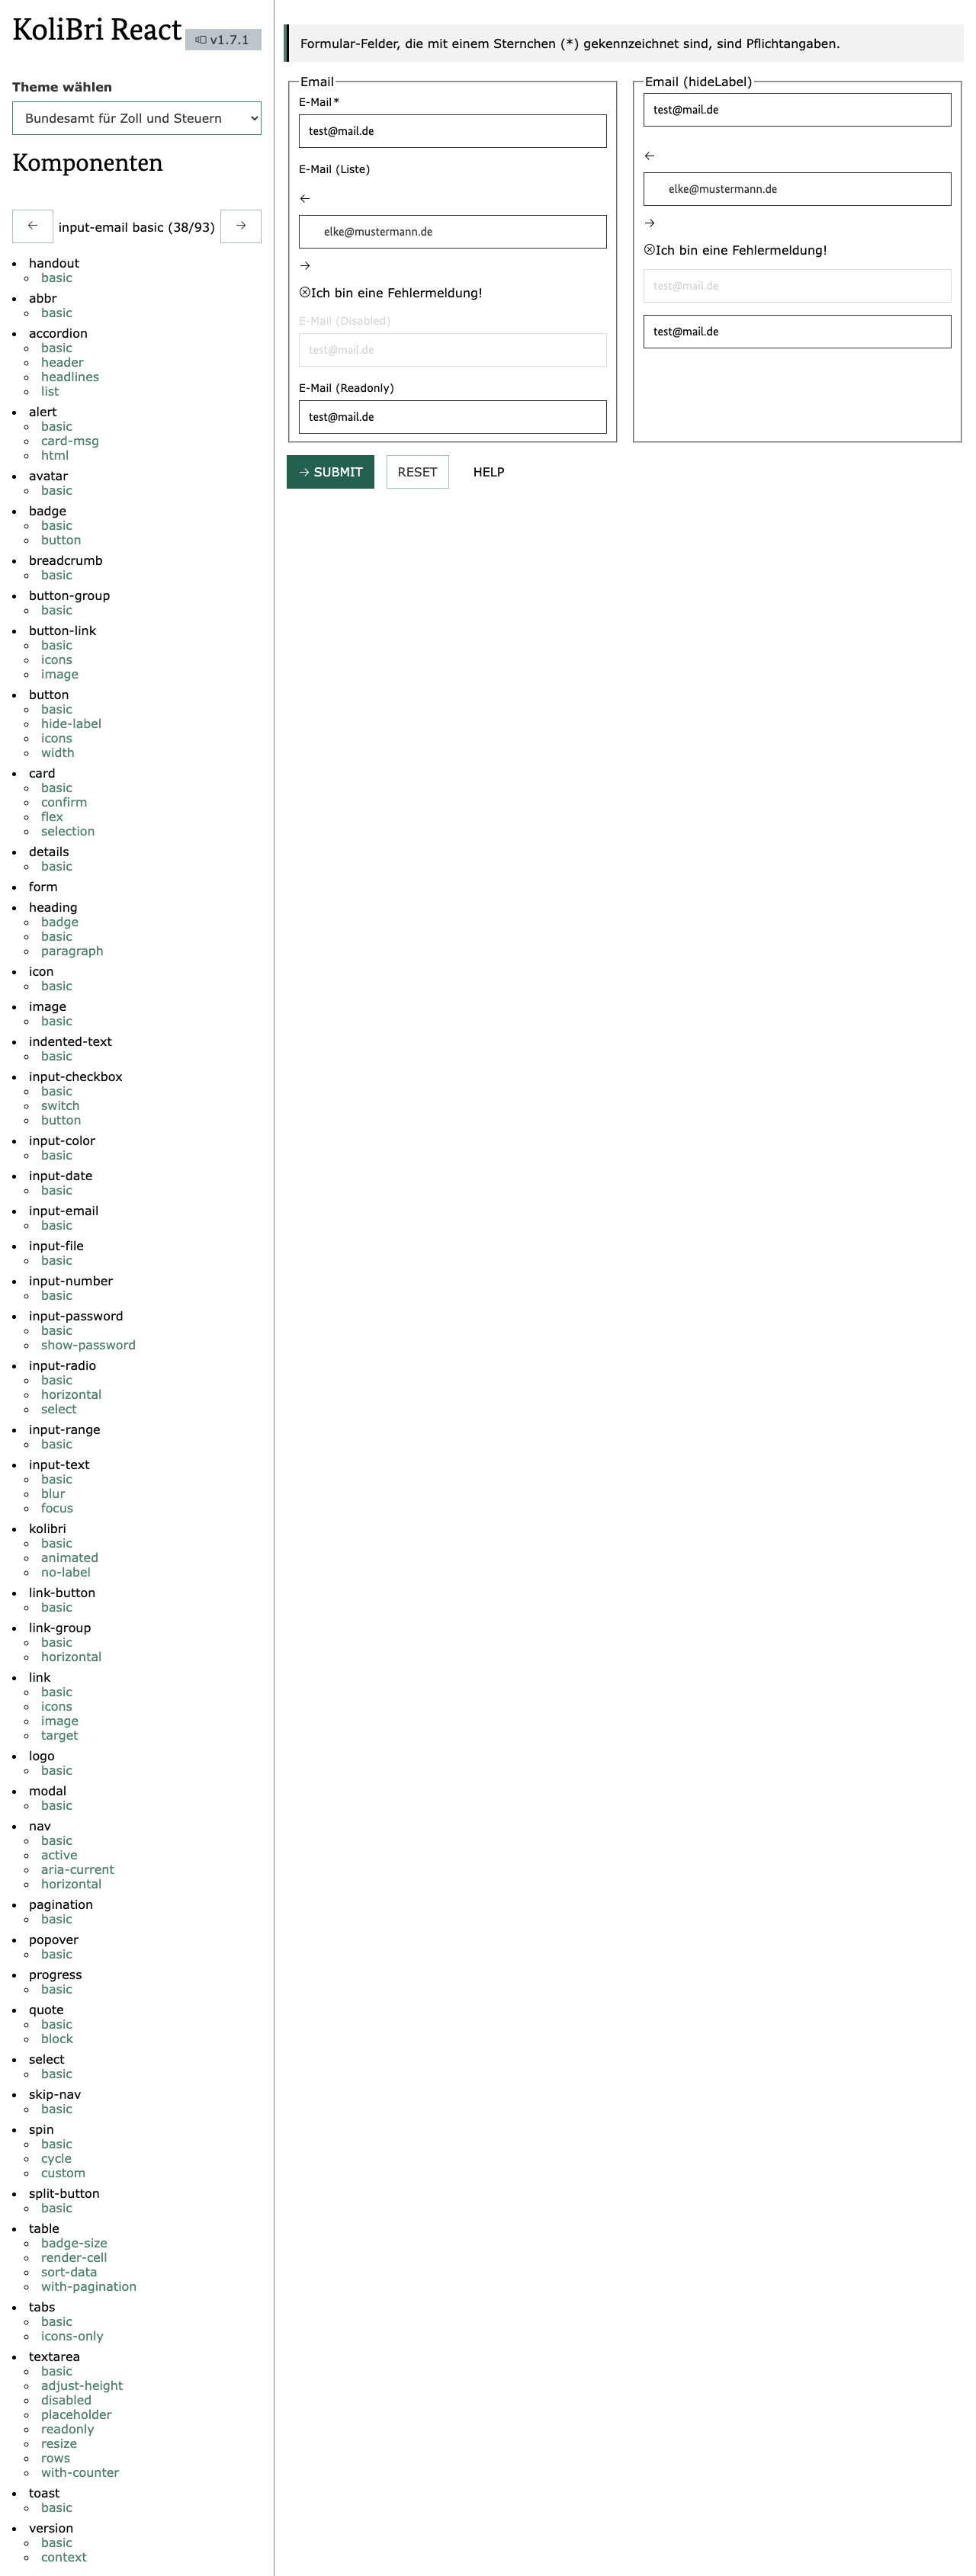 KoliBri React
v1.7.1
Theme wählen
Bundesamt für Zoll und Steuern
Komponenten
← input-email basic (38/93) →
handout
basic
abbr
basic
accordion
basic
header
headlines
list
alert
basic
card-msg
html
avatar
basic
badge
basic
button
breadcrumb
basic
button-group
basic
button-link
basic
icons
image
button
basic
hide-label
icons
width
card
basic
confirm
flex
selection
details
basic
form
heading
badge
basic
paragraph
icon
basic
image
basic
indented-text
basic
input-checkbox
basic
switch
button
input-color
basic
input-date
basic
input-email
basic
input-file
basic
input-number
basic
input-password
basic
show-password
input-radio
basic
horizontal
select
input-range
basic
input-text
basic
blur
focus
kolibri
basic
animated
no-label
link-button
basic
link-group
basic
horizontal
link
basic
icons
image
target
logo
basic
modal
basic
nav
basic
active
aria-current
horizontal
pagination
basic
popover
basic
progress
basic
quote
basic
block
select
basic
skip-nav
basic
spin
basic
cycle
custom
split-button
basic
table
badge-size
render-cell
sort-data
with-pagination
tabs
basic
icons-only
textarea
basic
adjust-height
disabled
placeholder
readonly
resize
rows
with-counter
toast
basic
version
basic
context
Formular-Felder, die mit einem Sternchen (*) gekennzeichnet sind, sind Pflichtangaben.
Email
E-Mail*
test@mail.de
E-Mail (Liste)
←
elke@mustermann.de
→
Ich bin eine Fehlermeldung!
E-Mail (Disabled)
test@mail.de
E-Mail (Readonly)
test@mail.de
Email (hideLabel)
test@mail.de
←
elke@mustermann.de
→
Ich bin eine Fehlermeldung!
test@mail.de
test@mail.de
→ SUBMIT
RESET
HELP